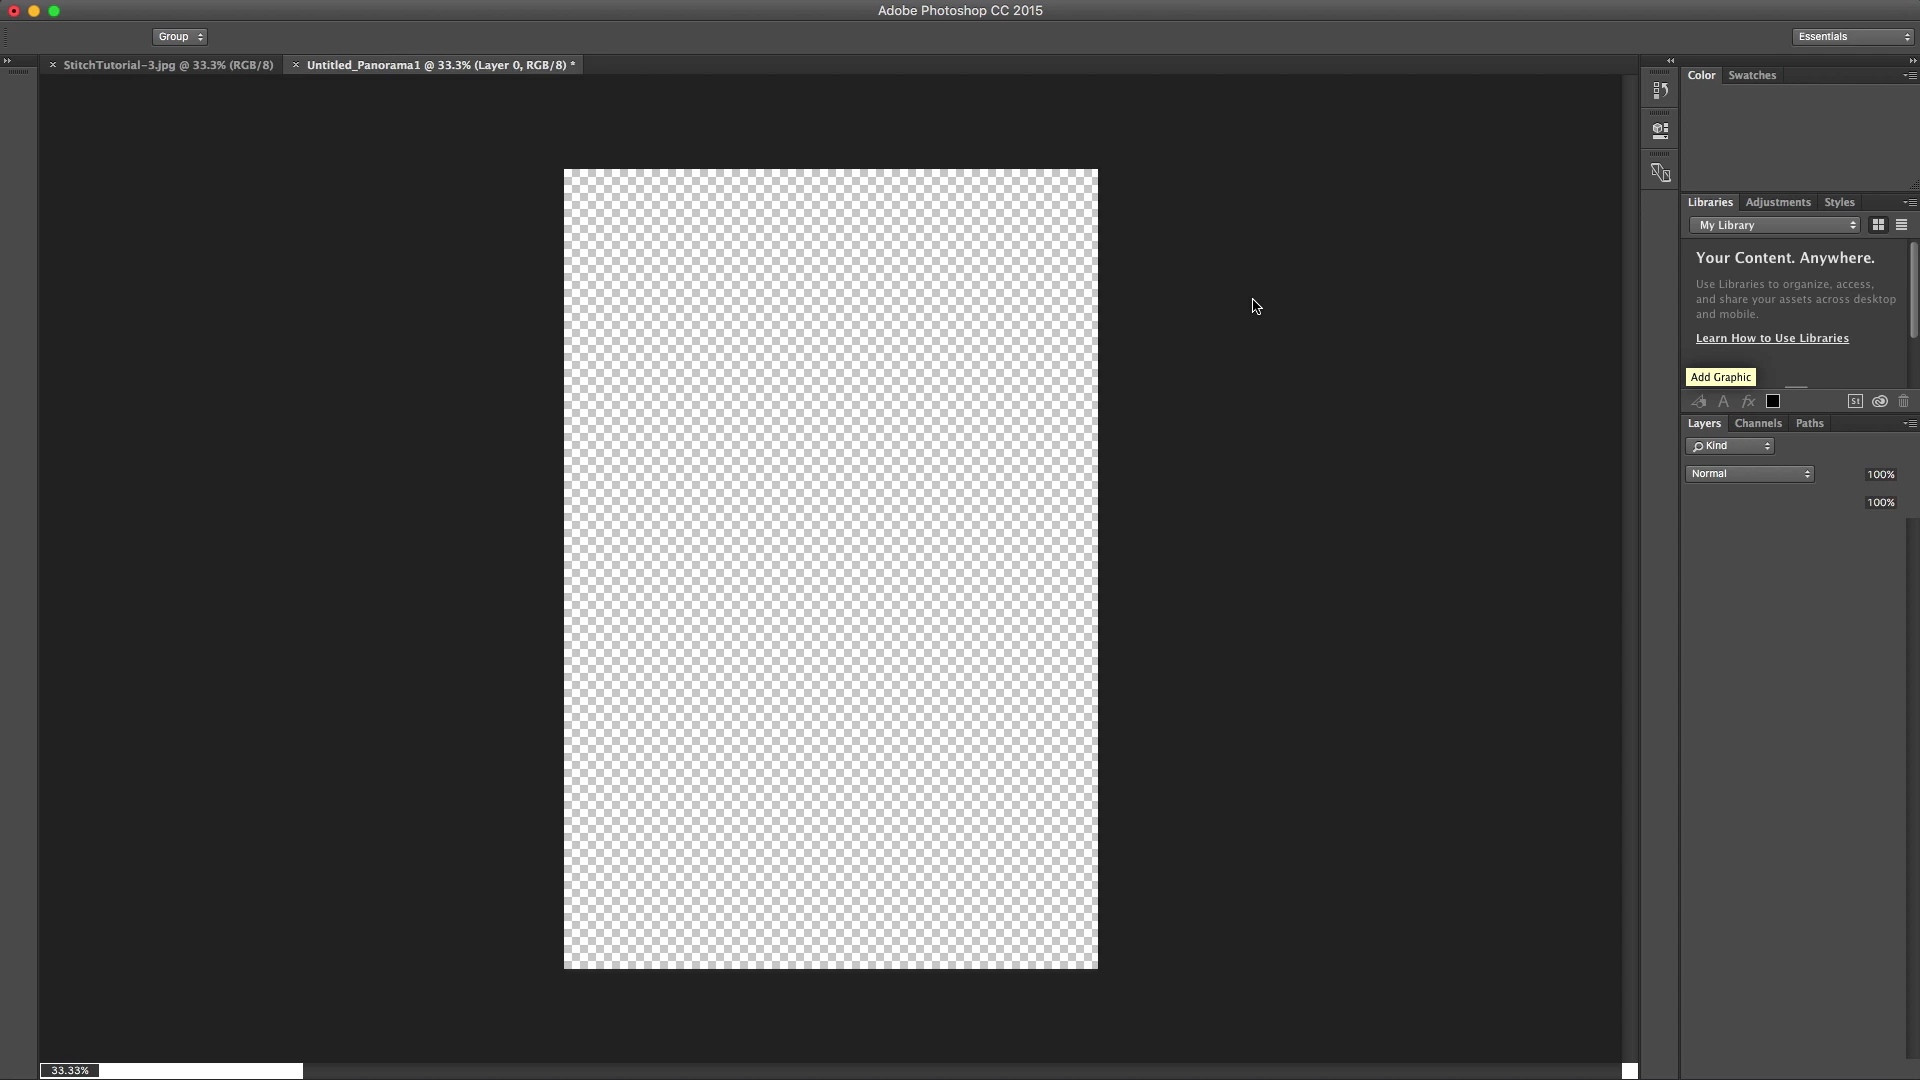 Adobe Photoshop CC 2015
Group
Essentials
StitchTutorial-3.jpg @ 33.3% (RGB/8)
Untitled_Panorama1 @ 33.3% (Layer 0, RGB/8) *
Color
Swatches
Libraries
Adjustments
Styles
My Library
Your Content. Anywhere.
Use Libraries to organize, access,
and share your assets across desktop
and mobile.
Learn How to Use Libraries
Add Graphic
A
fx
St
Layers
Channels
Paths
Kind
Normal
100%
100%
33.33%